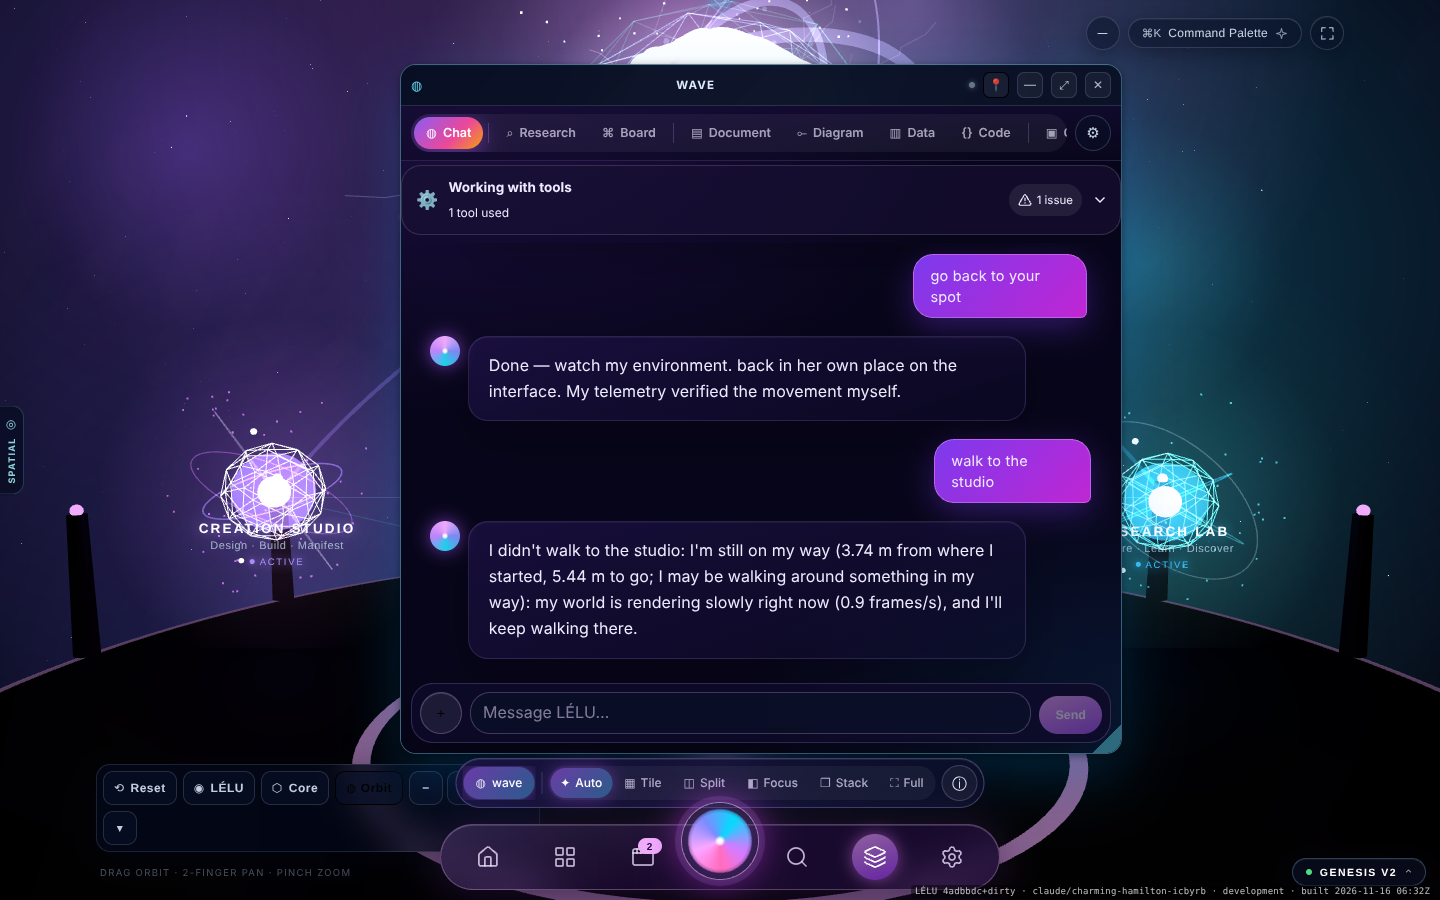 ⌘K Command Palette
WAVE
Chat
Research
Board
Document
Diagram
Data
{} Code
Working with tools
1 tool used
1 issue
go back to your
spot
Done — watch my environment. back in her own place on the
interface. My telemetry verified the movement myself.
walk to the
studio
I didn't walk to the studio: I'm still on my way (3.74 m from where I
started, 5.44 m to go; I may be walking around something in my
way): my world is rendering slowly right now (0.9 frames/s), and I'll
keep walking there.
Message LÉLU...
Send
SPATIAL
CREATION STUDIO
Design · Build · Manifest
ACTIVE
SEARCH LAB
re · Learn · Discover
ACTIVE
Reset
LÉLU
Core
Orbit
wave
Auto
Tile
Split
Focus
Stack
Full
2
DRAG ORBIT · 2-FINGER PAN · PINCH ZOOM
GENESIS V2
LÉLU 4adbbdc+dirty · claude/charming-hamilton-icbyrb · development · built 2026-11-16 06:32Z